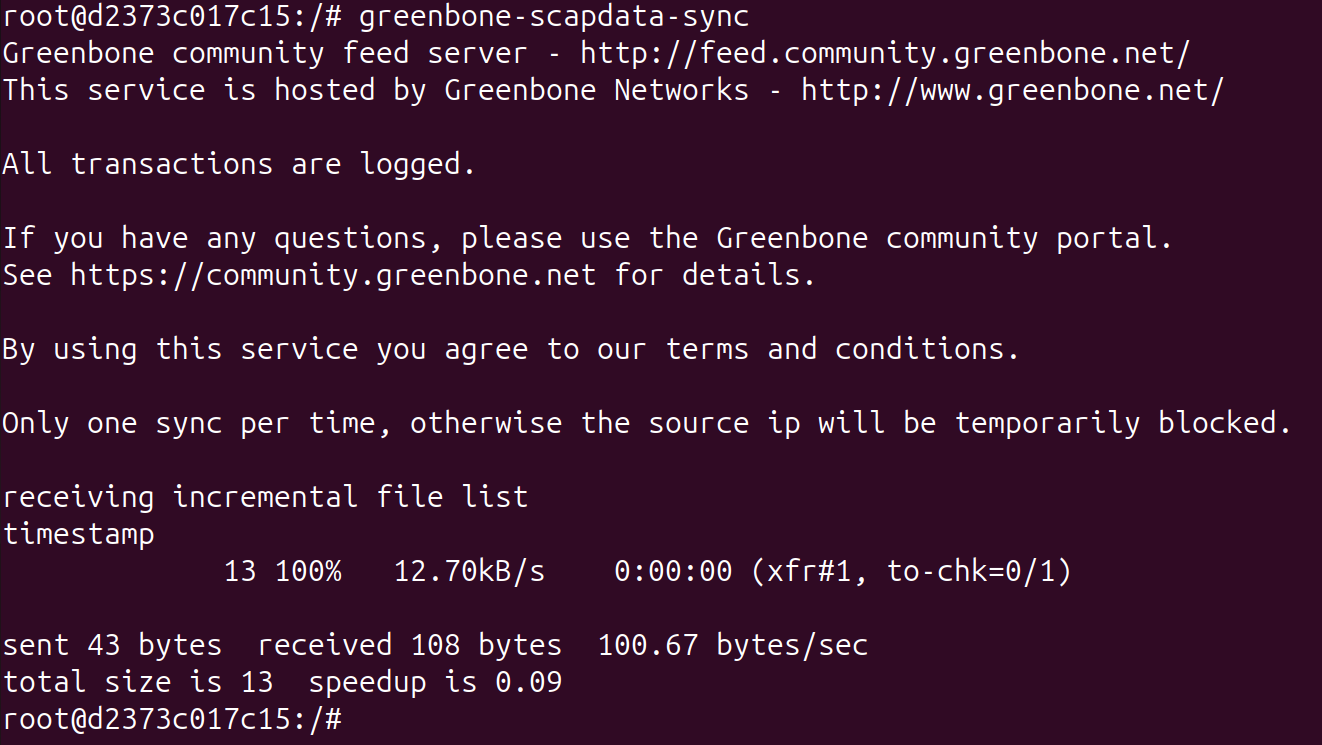 root@d2373c017c15:/# greenbone-scapdata-sync
Greenbone community feed server - http://feed.community.greenbone.net/
This service is hosted by Greenbone Networks - http://www.greenbone.net/
All transactions are logged.
If you have any questions, please use the Greenbone community portal.
See https://community.greenbone.net for details.
By using this service you agree to our terms and conditions.
Only one sync per time, otherwise the source ip will be temporarily blocked.
receiving incremental file list
timestamp
             13 100%   12.70kB/s    0:00:00 (xfr#1, to-chk=0/1)
sent 43 bytes  received 108 bytes  100.67 bytes/sec
total size is 13  speedup is 0.09
root@d2373c017c15:/#